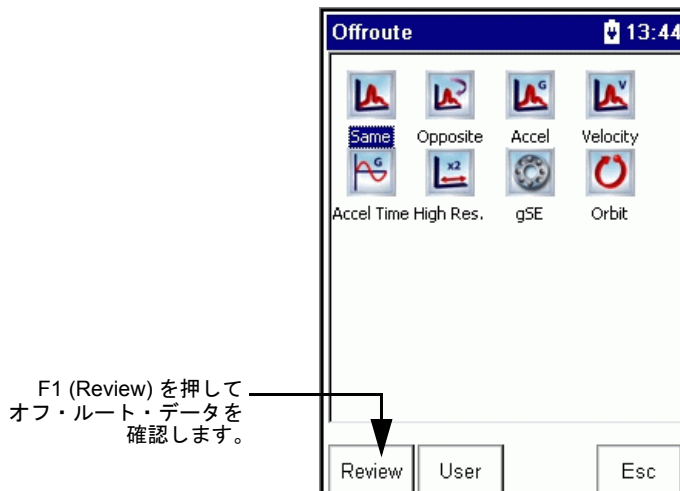 Offroute 13:44
Same Opposite Accel Velocity
Accel Time High Res. gSE Orbit
F1 (Review) を押して
オフ・ルート・データを
確認します。
Review User Esc